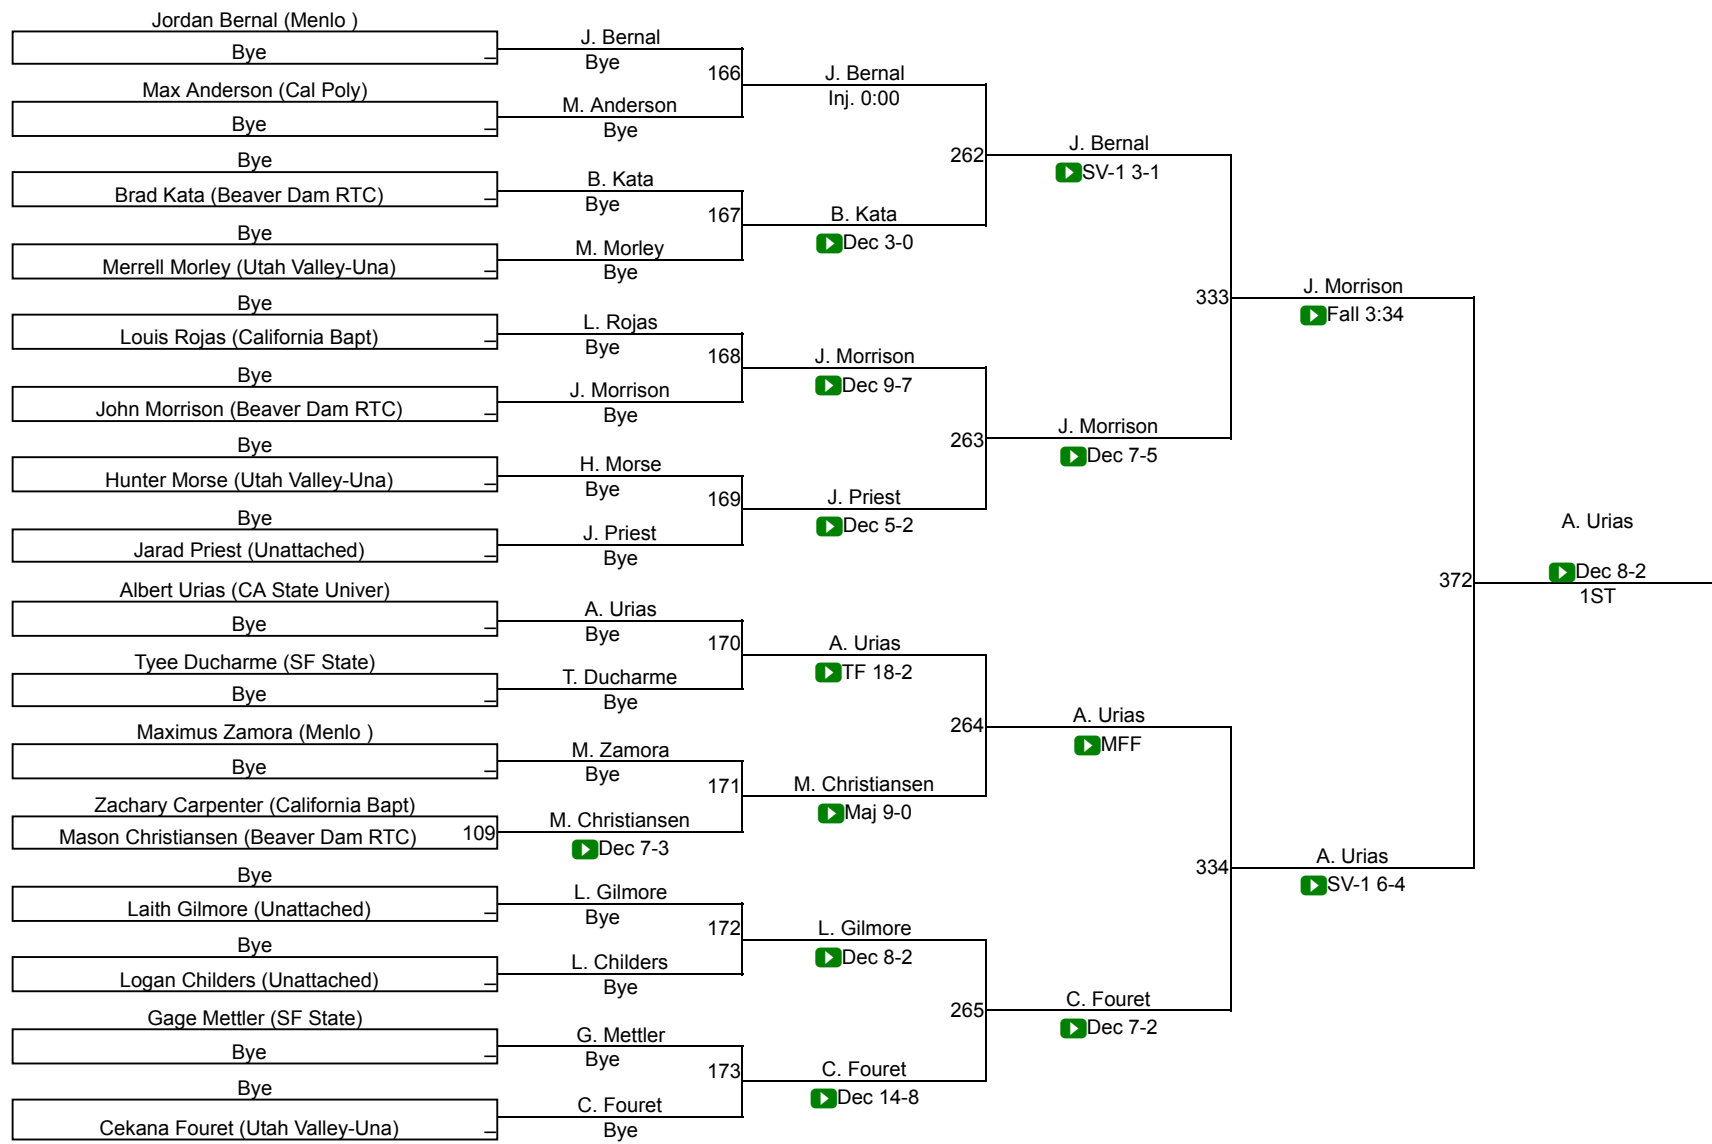 Jordan Bernal (Menlo )
Bye
Max Anderson (Cal Poly)
Bye
Bye
Brad Kata (Beaver Dam RTC)
Bye
Merrell Morley (Utah Valley-Una)
Bye
Louis Rojas (California Bapt)
Bye
John Morrison (Beaver Dam RTC)
Bye
Hunter Morse (Utah Valley-Una)
Bye
Jarad Priest (Unattached)
Albert Urias (CA State Univer)
Bye
Tyee Ducharme (SF State)
Bye
Maximus Zamora (Menlo )
Bye
Zachary Carpenter (California Bapt)
Mason Christiansen (Beaver Dam RTC) 109
Bye
Laith Gilmore (Unattached)
Bye
Logan Childers (Unattached)
Gage Mettler (SF State)
Bye
Bye
Cekana Fouret (Utah Valley-Una)
J. Bernal
Bye
166
M. Anderson
Bye
B. Kata
Bye
167
M. Morley
Bye
L. Rojas
Bye
168
J. Morrison
Bye
H. Morse
Bye
169
J. Priest
Bye
A. Urias
Bye
170
T. Ducharme
Bye
M. Zamora
Bye
171
M. Christiansen
Dec 7-3
L. Gilmore
Bye
172
L. Childers
Bye
G. Mettler
Bye
173
C. Fouret
Bye
J. Bernal
Inj. 0:00
262
B. Kata
Dec 3-0
J. Morrison
Dec 9-7
263
J. Priest
Dec 5-2
A. Urias
TF 18-2
264
M. Christiansen
Maj 9-0
L. Gilmore
Dec 8-2
265
C. Fouret
Dec 14-8
J. Bernal
SV-1 3-1
333
J. Morrison
Dec 7-5
A. Urias
MFF
334
C. Fouret
Dec 7-2
J. Morrison
Fall 3:34
372
A. Urias
SV-1 6-4
A. Urias
Dec 8-2
1ST